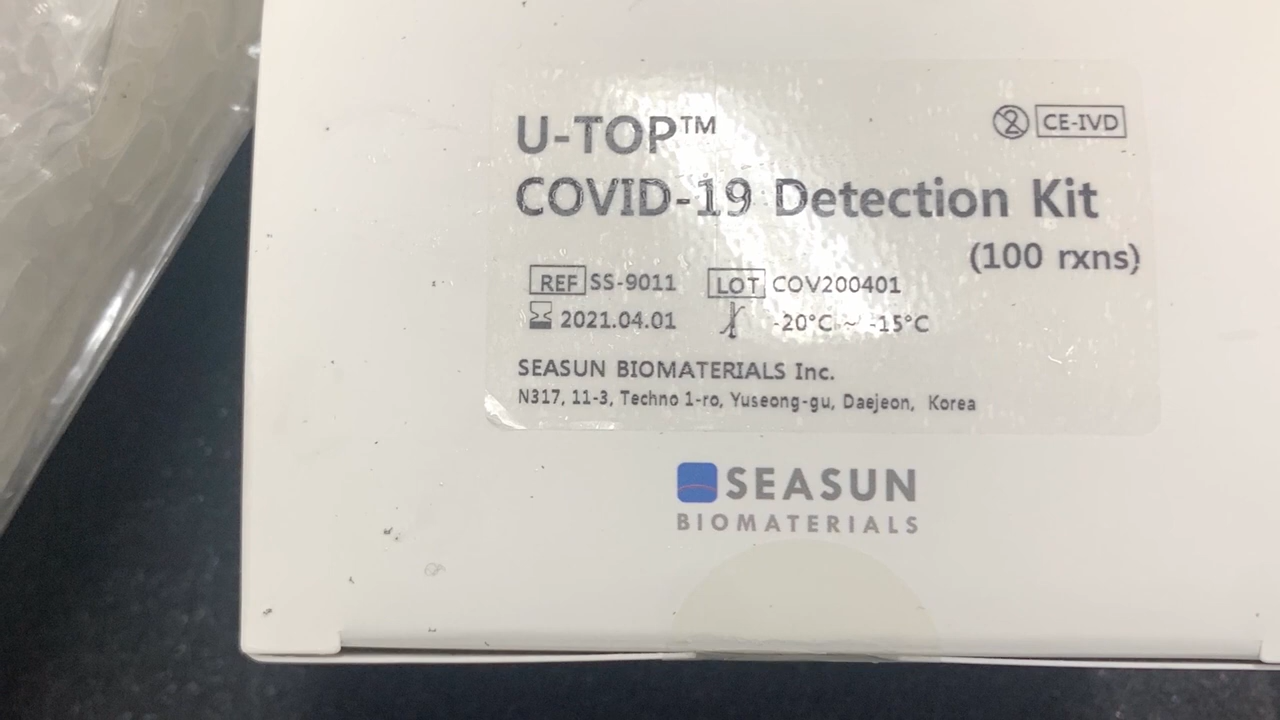 U-TOP™
CE-IVD
COVID-19 Detection Kit
(100 rxns)
REF SS-9011 LOT COV200401
2021.04.01 -20°C ~ -15°C
SEASUN BIOMATERIALS Inc.
N317, 11-3, Techno 1-ro, Yuseong-gu, Daejeon, Korea
SEASUN
BIOMATERIALS